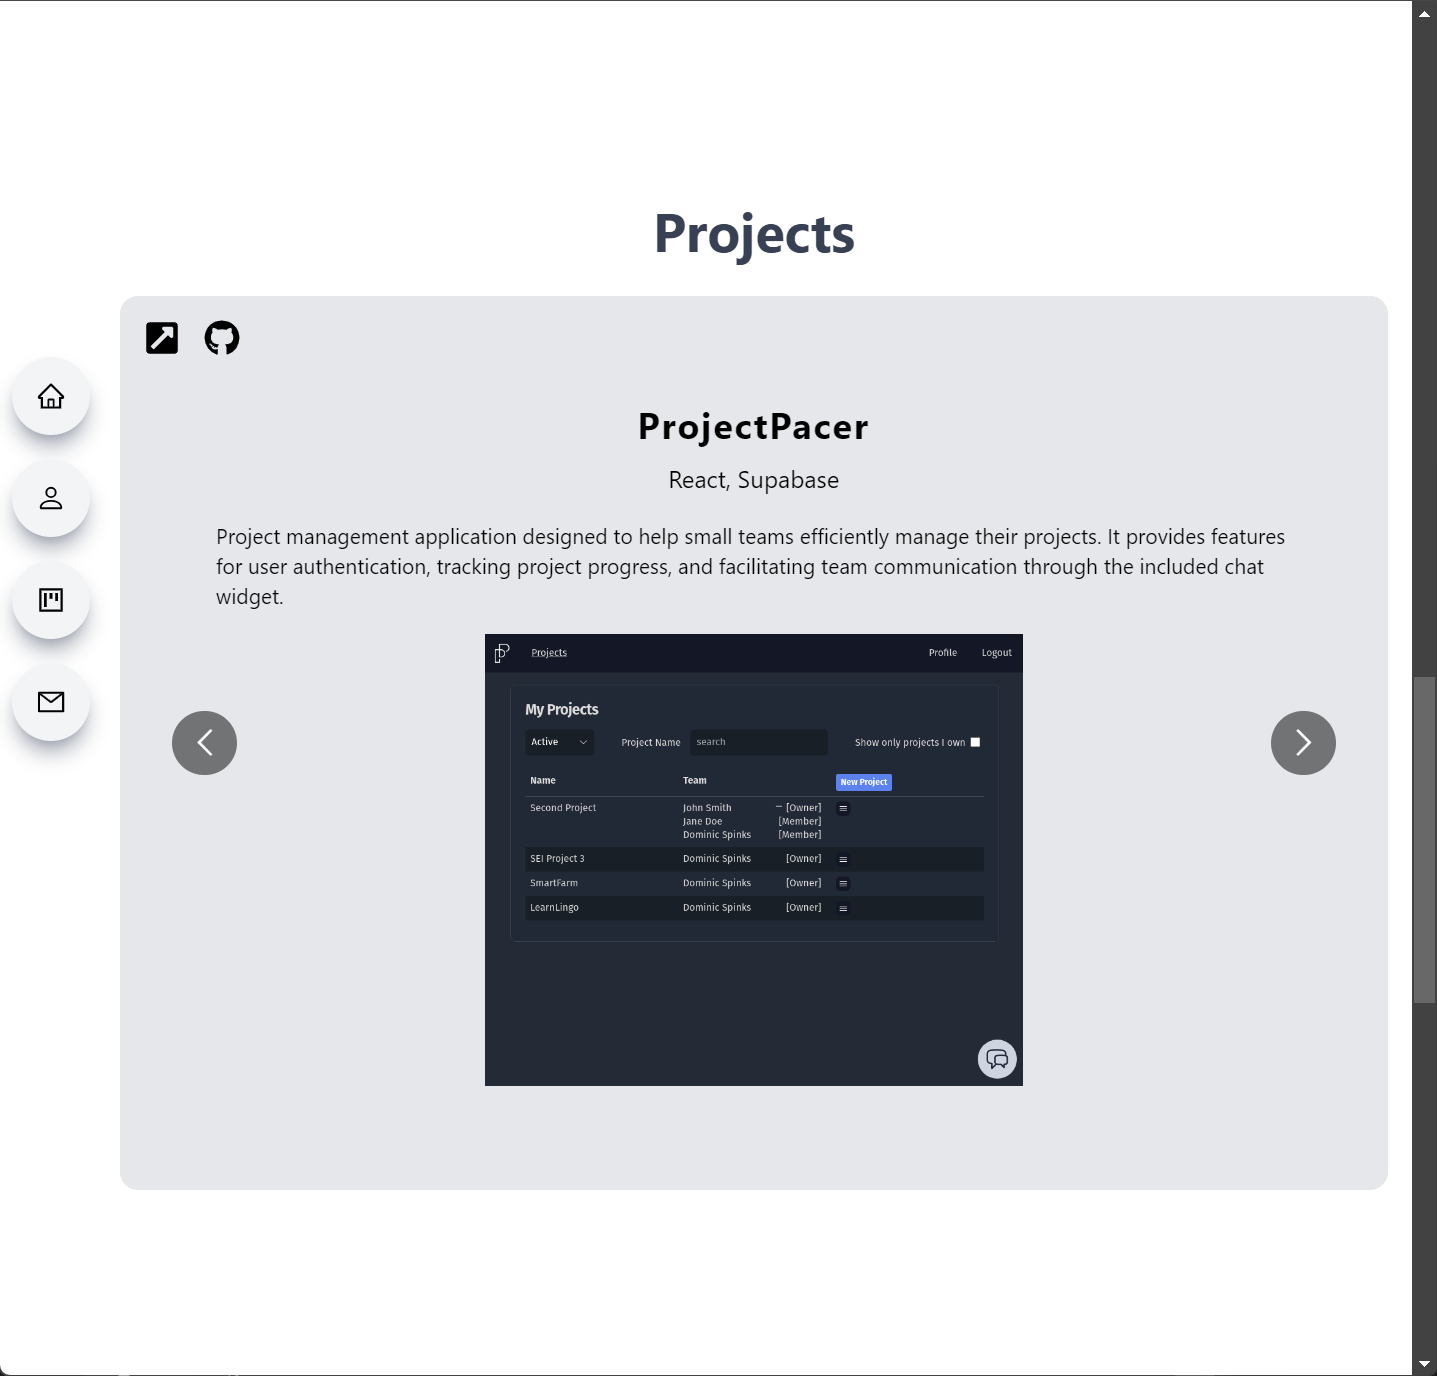 Projects
ProjectPacer
React, Supabase
Project management application designed to help small teams efficiently manage their projects. It provides features
for user authentication, tracking project progress, and facilitating team communication through the included chat
widget.
Projects Profile Logout
My Projects
Active Project Name search Show only projects I own
Name Team New Project
Second Project John Smith — [Owner]
Jane Doe [Member]
Dominic Spinks [Member]
SEI Project 3 Dominic Spinks [Owner]
SmartFarm Dominic Spinks [Owner]
LearnLingo Dominic Spinks [Owner]